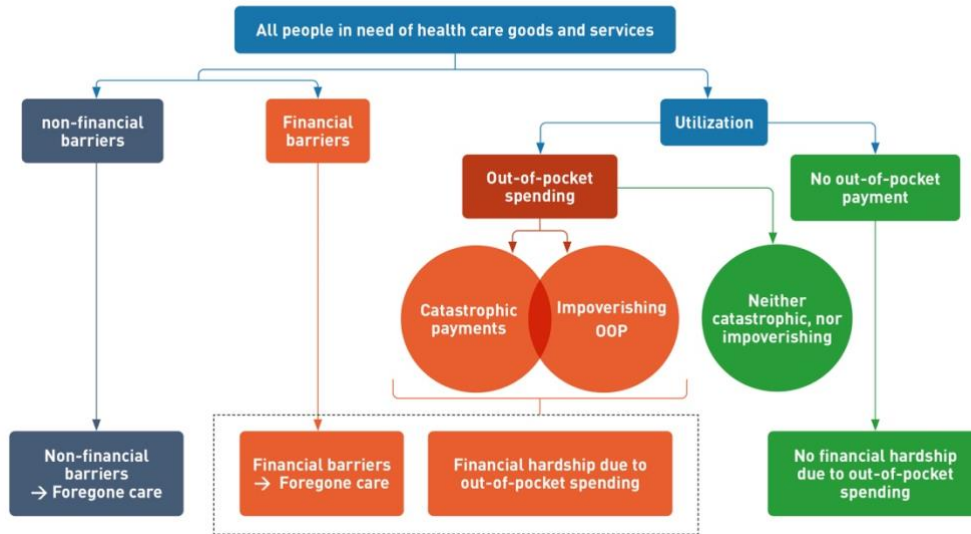 All people in need of health care goods and services
non-financial
barriers
Financial
barriers
Utilization
Out-of-pocket
spending
No out-of-pocket
payment
Catastrophic
payments
Impoverishing
OOP
Neither
catastrophic, nor
impoverishing
Non-financial
barriers
→ Foregone care
Financial barriers
→ Foregone care
Financial hardship due to
out-of-pocket spending
No financial hardship
due to out-of-pocket
spending